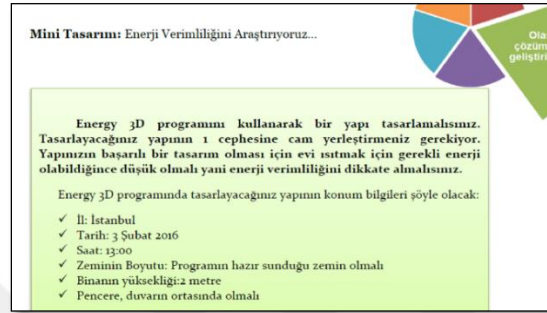 Mini Tasarım: Enerji Verimliliğini Araştırıyoruz...
Energy 3D programını kullanarak bir yapı tasarlamalısınız.
Tasarlayacağınız yapının 1 cephesine cam yerleştirmeniz gerekiyor.
Yapınızın başarılı bir tasarım olması için evi ısıtmak için gerekli enerji
olabildiğince düşük olmalı yani enerji verimliliğini dikkate almalısınız.
Energy 3D programında tasarlayacağınız yapının konum bilgileri şöyle olacak:
✓ İl: İstanbul
✓ Tarih: 3 Şubat 2016
✓ Saat: 13:00
✓ Zeminin Boyutu: Programın hazır sunduğu zemin olmalı
✓ Binanın yüksekliği:2 metre
✓ Pencere, duvarın ortasında olmalı
Ola
çözüm
geliştiri